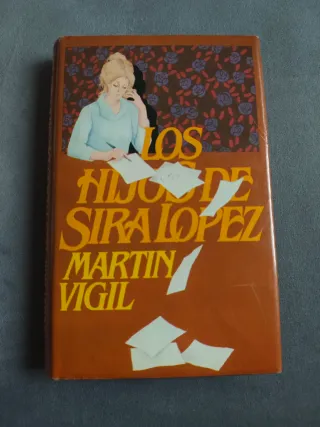 LOS
HIJOS DE
SIRA LOPEZ
MARTIN
VIGIL